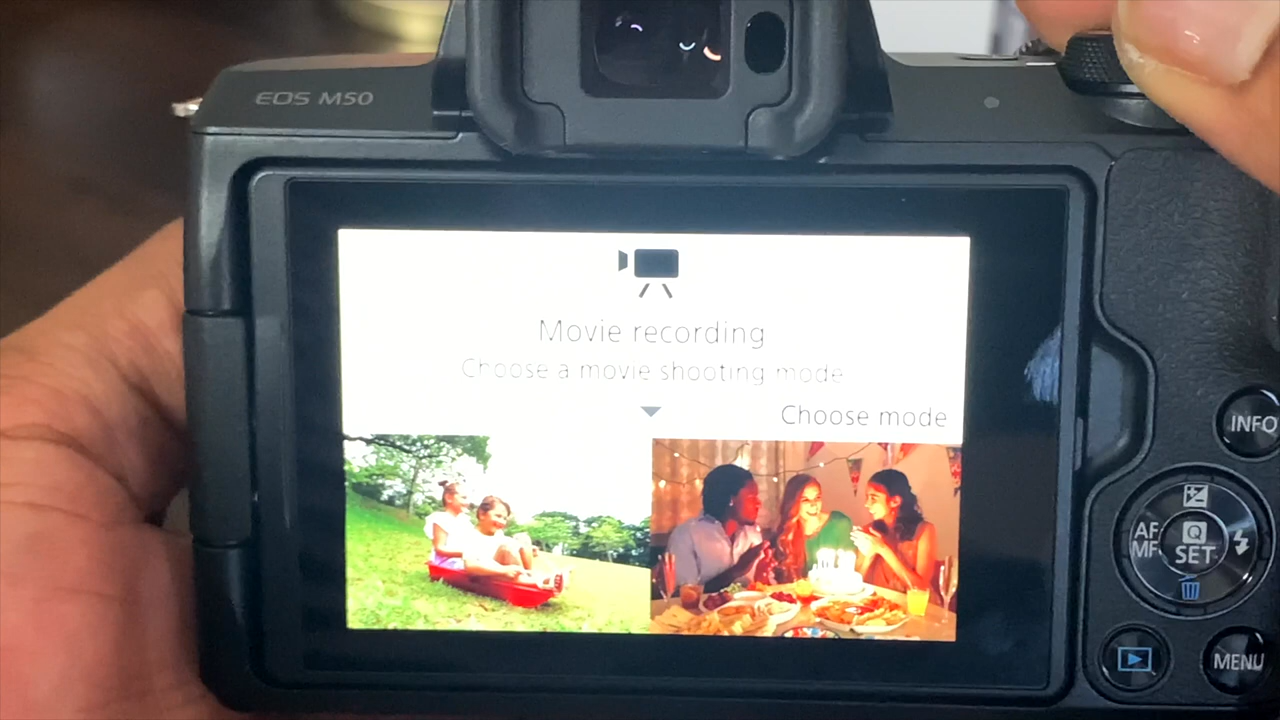 EOS M50
Movie recording
Choose a movie shooting mode
Choose mode
INFO
AF
MF
Q
SET
MENU